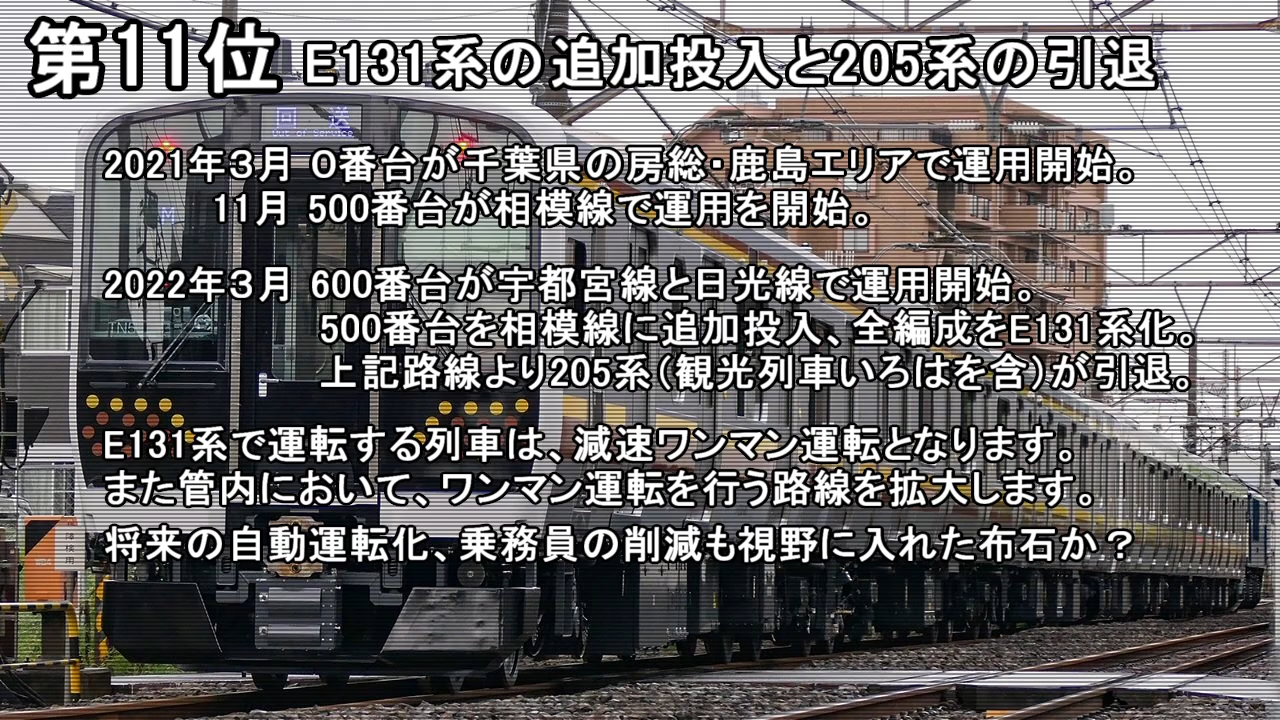 第11位 E131系の追加投入と205系の引退
回 送
Out of Service
2021年３月 ０番台が千葉県の房総・鹿島エリアで運用開始。
11月 500番台が相模線で運用を開始。
M
2022年３月 600番台が宇都宮線と日光線で運用開始。
500番台を相模線に追加投入、全編成をE131系化。
上記路線より205系（観光列車いろはを含）が引退。
E131系で運転する列車は、減速ワンマン運転となります。
また管内において、ワンマン運転を行う路線を拡大します。
将来の自動運転化、乗務員の削減も視野に入れた布石か？